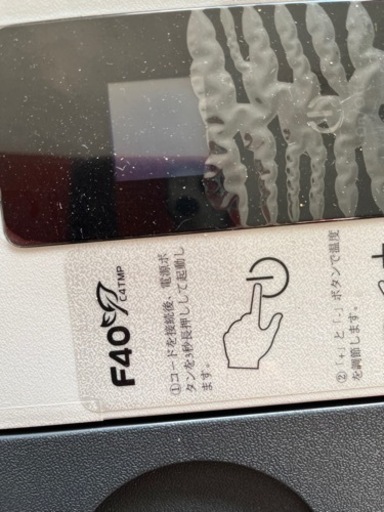 F40
C4TMP
①コードを接続後、電源ボ
タンを3秒長押しして起動し
ます。
②「+」と「-」ボタンで温度
を調節します。